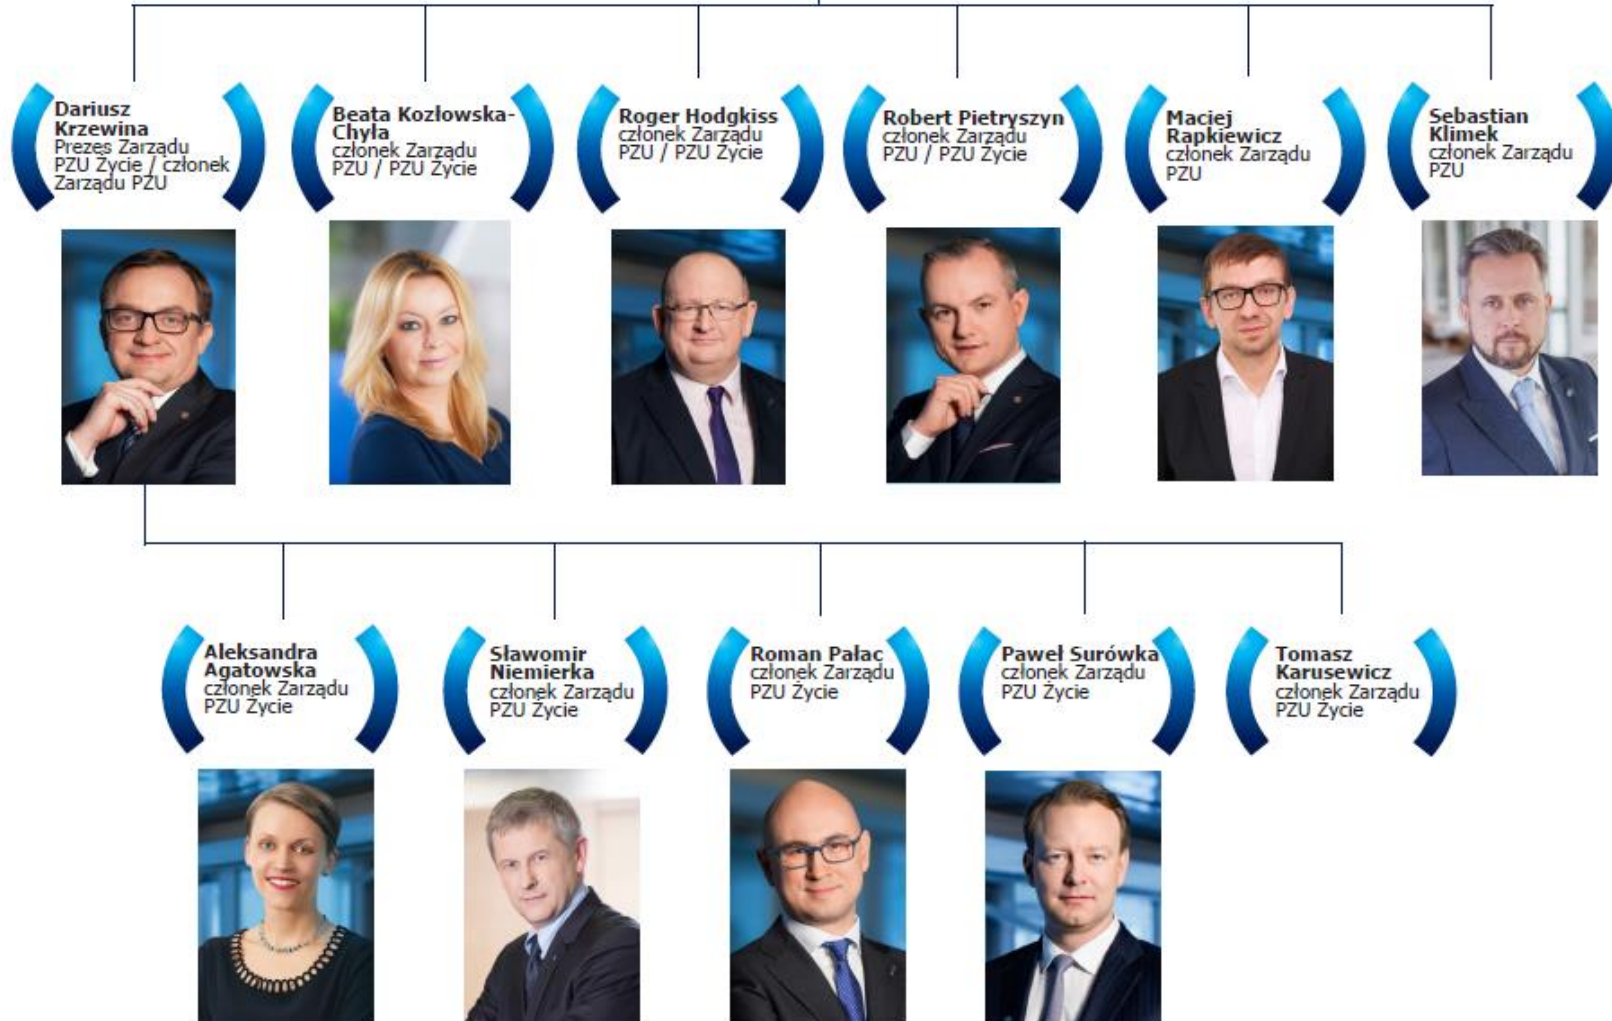 Dariusz
Krzewina
Prezes Zarządu
PZU Życie / członek
Zarządu PZU
Beata Kozłowska-
Chyła
członek Zarządu
PZU / PZU Życie
Roger Hodgkiss
członek Zarządu
PZU / PZU Życie
Robert Pietryszyn
członek Zarządu
PZU / PZU Życie
Maciej
Rapkiewicz
członek Zarządu
PZU
Sebastian
Klimek
członek Zarządu
PZU
Aleksandra
Agatowska
członek Zarządu
PZU Życie
Sławomir
Niemierka
członek Zarządu
PZU Życie
Roman Pałac
członek Zarządu
PZU Życie
Paweł Surówka
członek Zarządu
PZU Życie
Tomasz
Karusewicz
członek Zarządu
PZU Życie